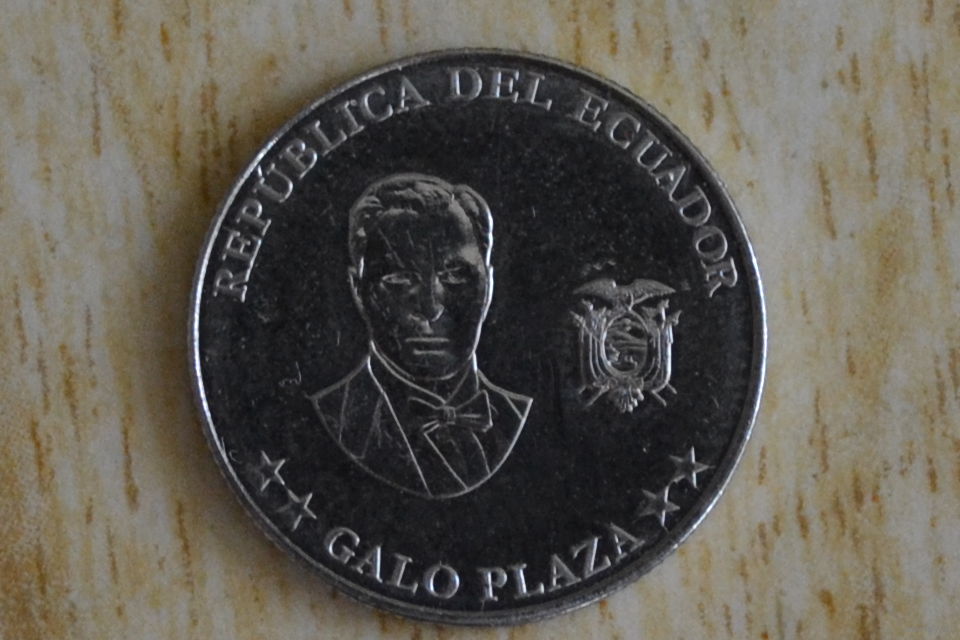 REPÚBLICA DEL ECUADOR
GALO PLAZA